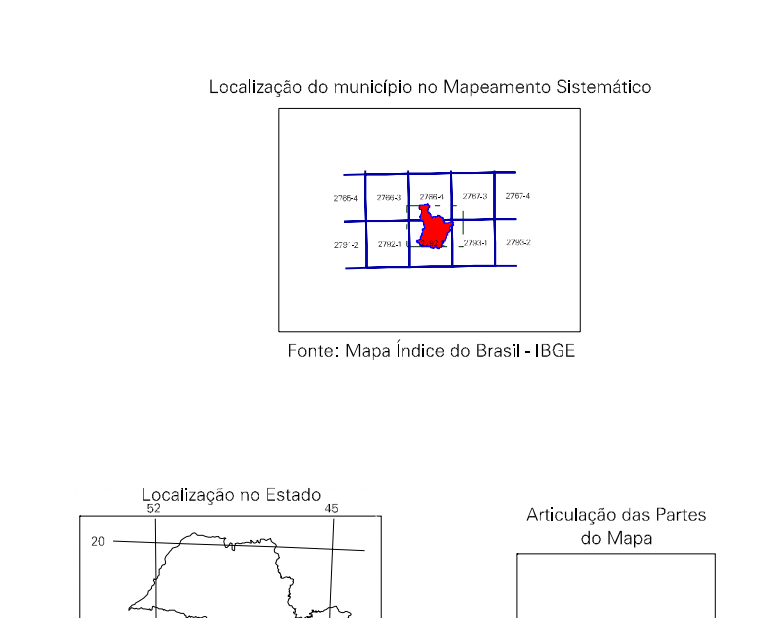 Localização do município no Mapeamento Sistemático
2765-4 2766-3 2766-4 2767-3 2767-4
2791-2 2792-1 2793-1 2793-2
Fonte: Mapa Índice do Brasil - IBGE
Localização no Estado
52 45
20
Articulação das Partes
do Mapa